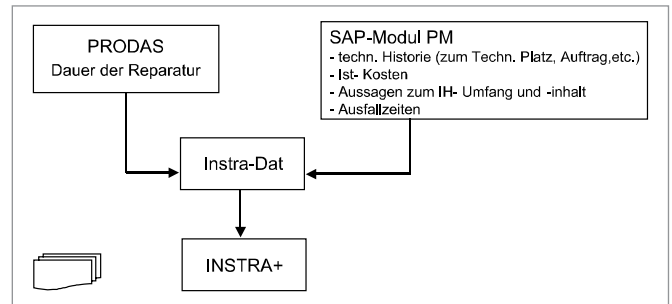 PRODAS
Dauer der Reparatur
SAP-Modul PM
- techn. Historie (zum Techn. Platz, Auftrag,etc.)
- Ist- Kosten
- Aussagen zum IH- Umfang und -inhalt
- Ausfallzeiten
Instra-Dat
INSTRA+